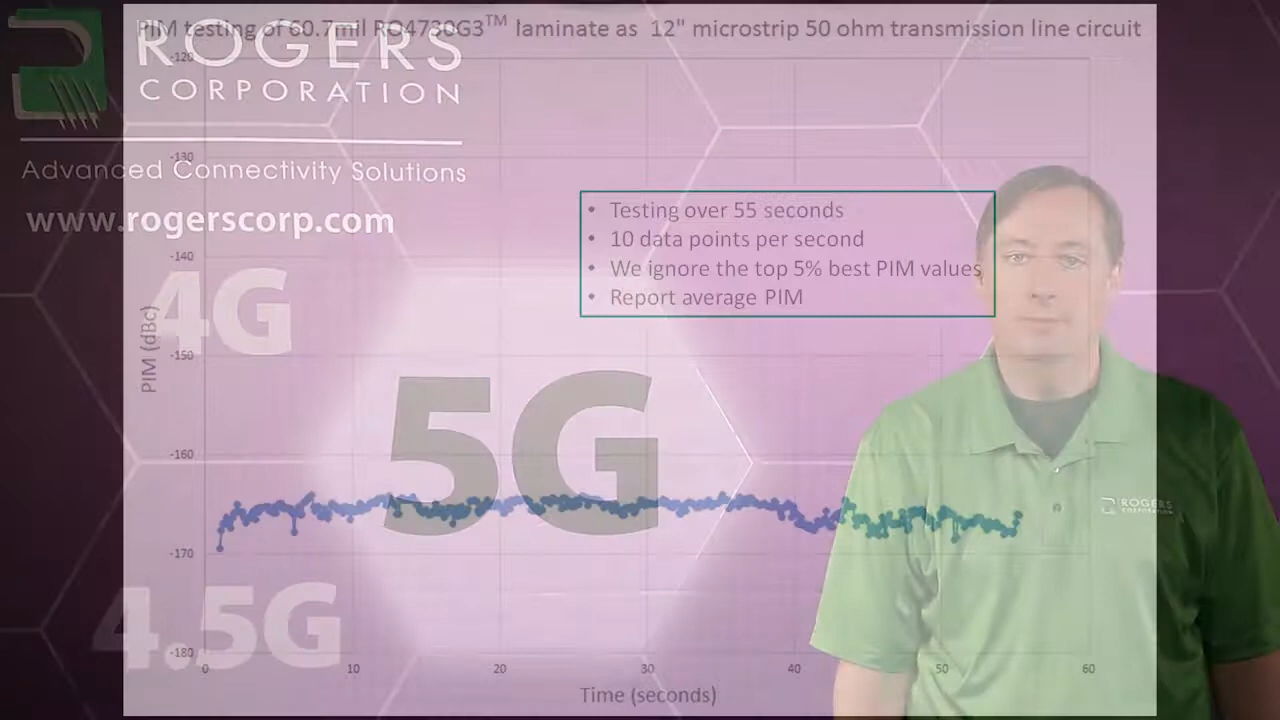 PIM testing of 60.7mil RO4730G3™ laminate as 12" microstrip 50 ohm transmission line circuit
ROGERS
CORPORATION
Advanced Connectivity Solutions
www.rogerscorp.com
• Testing over 55 seconds
• 10 data points per second
• We ignore the top 5% best PIM values
• Report average PIM
4G
5G
4.5G
PIM (dBc)
-120
-130
-140
-150
-160
-170
-180
0 10 20 30 40 50 60
Time (seconds)
ROGERS
CORPORATION